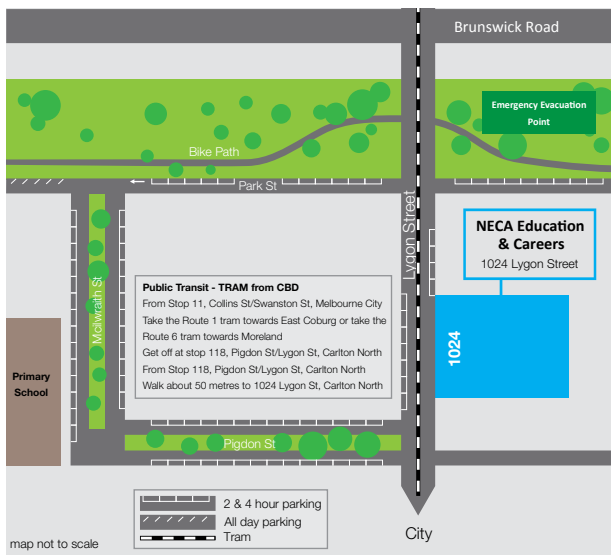 Brunswick Road
Emergency Evacuation
Point
Bike Path
Park St
Lygon Street
NECA Education
& Careers
1024 Lygon Street
Mcilwraith St
Public Transit - TRAM from CBD
From Stop 11, Collins St/Swanston St, Melbourne City
Take the Route 1 tram towards East Coburg or take the
Route 6 tram towards Moreland
Get off at stop 118, Pigdon St/Lygon St, Carlton North
From Stop 118, Pigdon St/Lygon St, Carlton North
Walk about 50 metres to 1024 Lygon St, Carlton North
1024
Primary
School
Pigdon St
2 & 4 hour parking
All day parking
Tram
City
map not to scale